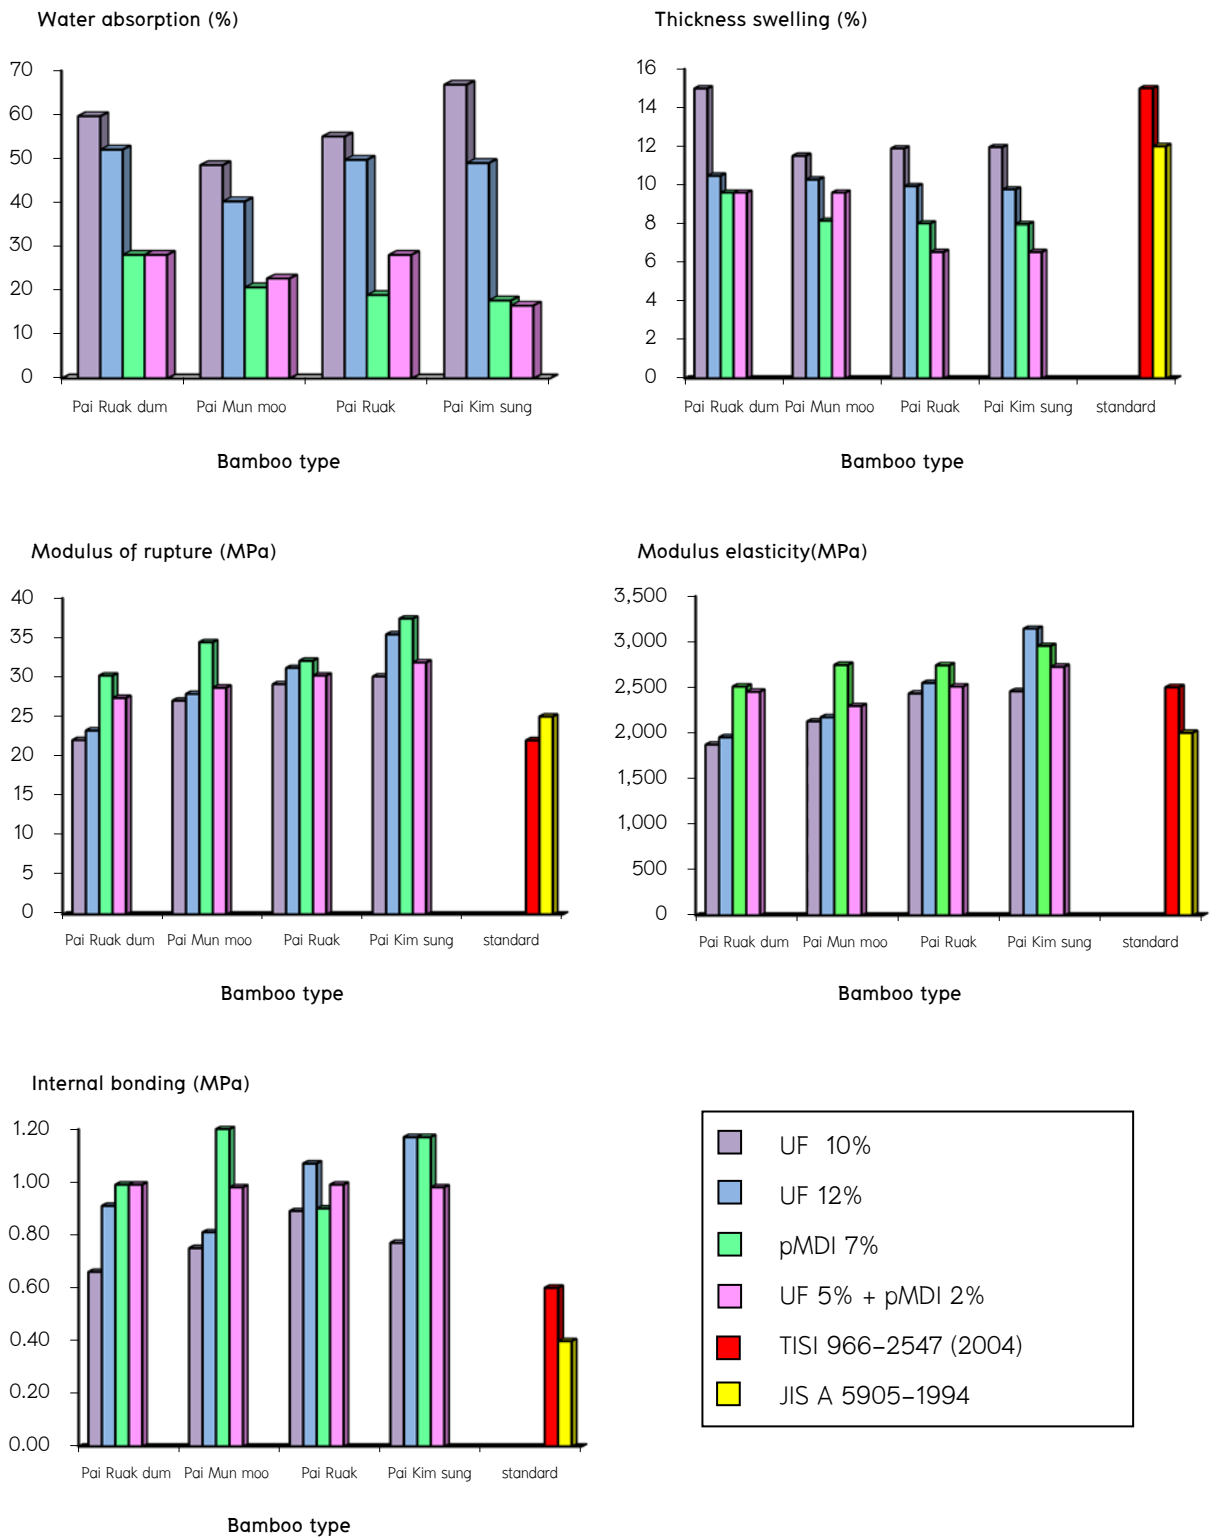 Water absorption (%)
70
60
50
40
30
20
10
0
Pai Ruak dum
Pai Mun moo
Pai Ruak
Pai Kim sung
Bamboo type
Thickness swelling (%)
16
14
12
10
8
6
4
2
0
Pai Ruak dum
Pai Mun moo
Pai Ruak
Pai Kim sung
standard
Bamboo type
Modulus of rupture (MPa)
40
35
30
25
20
15
10
5
0
Pai Ruak dum
Pai Mun moo
Pai Ruak
Pai Kim sung
standard
Bamboo type
Modulus elasticity(MPa)
3,500
3,000
2,500
2,000
1,500
1,000
500
0
Pai Ruak dum
Pai Mun moo
Pai Ruak
Pai Kim sung
standard
Bamboo type
Internal bonding (MPa)
1.20
1.00
0.80
0.60
0.40
0.20
0.00
Pai Ruak dum
Pai Mun moo
Pai Ruak
Pai Kim sung
standard
Bamboo type
UF 10%
UF 12%
pMDI 7%
UF 5% + pMDI 2%
TISI 966-2547 (2004)
JIS A 5905-1994